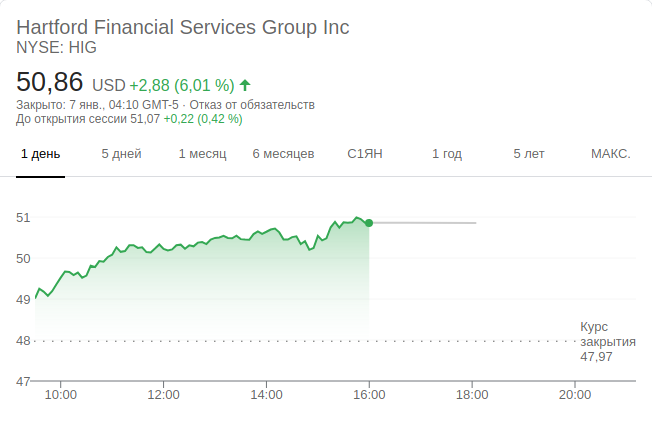 Hartford Financial Services Group Inc
NYSE: HIG
50,86 USD +2,88 (6,01 %)
Закрыто: 7 янв., 04:10 GMT-5 · Отказ от обязательств
До открытия сессии 51,07 +0,22 (0,42 %)
1 день 5 дней 1 месяц 6 месяцев С1ЯН 1 год 5 лет МАКС.
51
50
49
48
47
Курс
закрытия
47,97
10:00 12:00 14:00 16:00 18:00 20:00